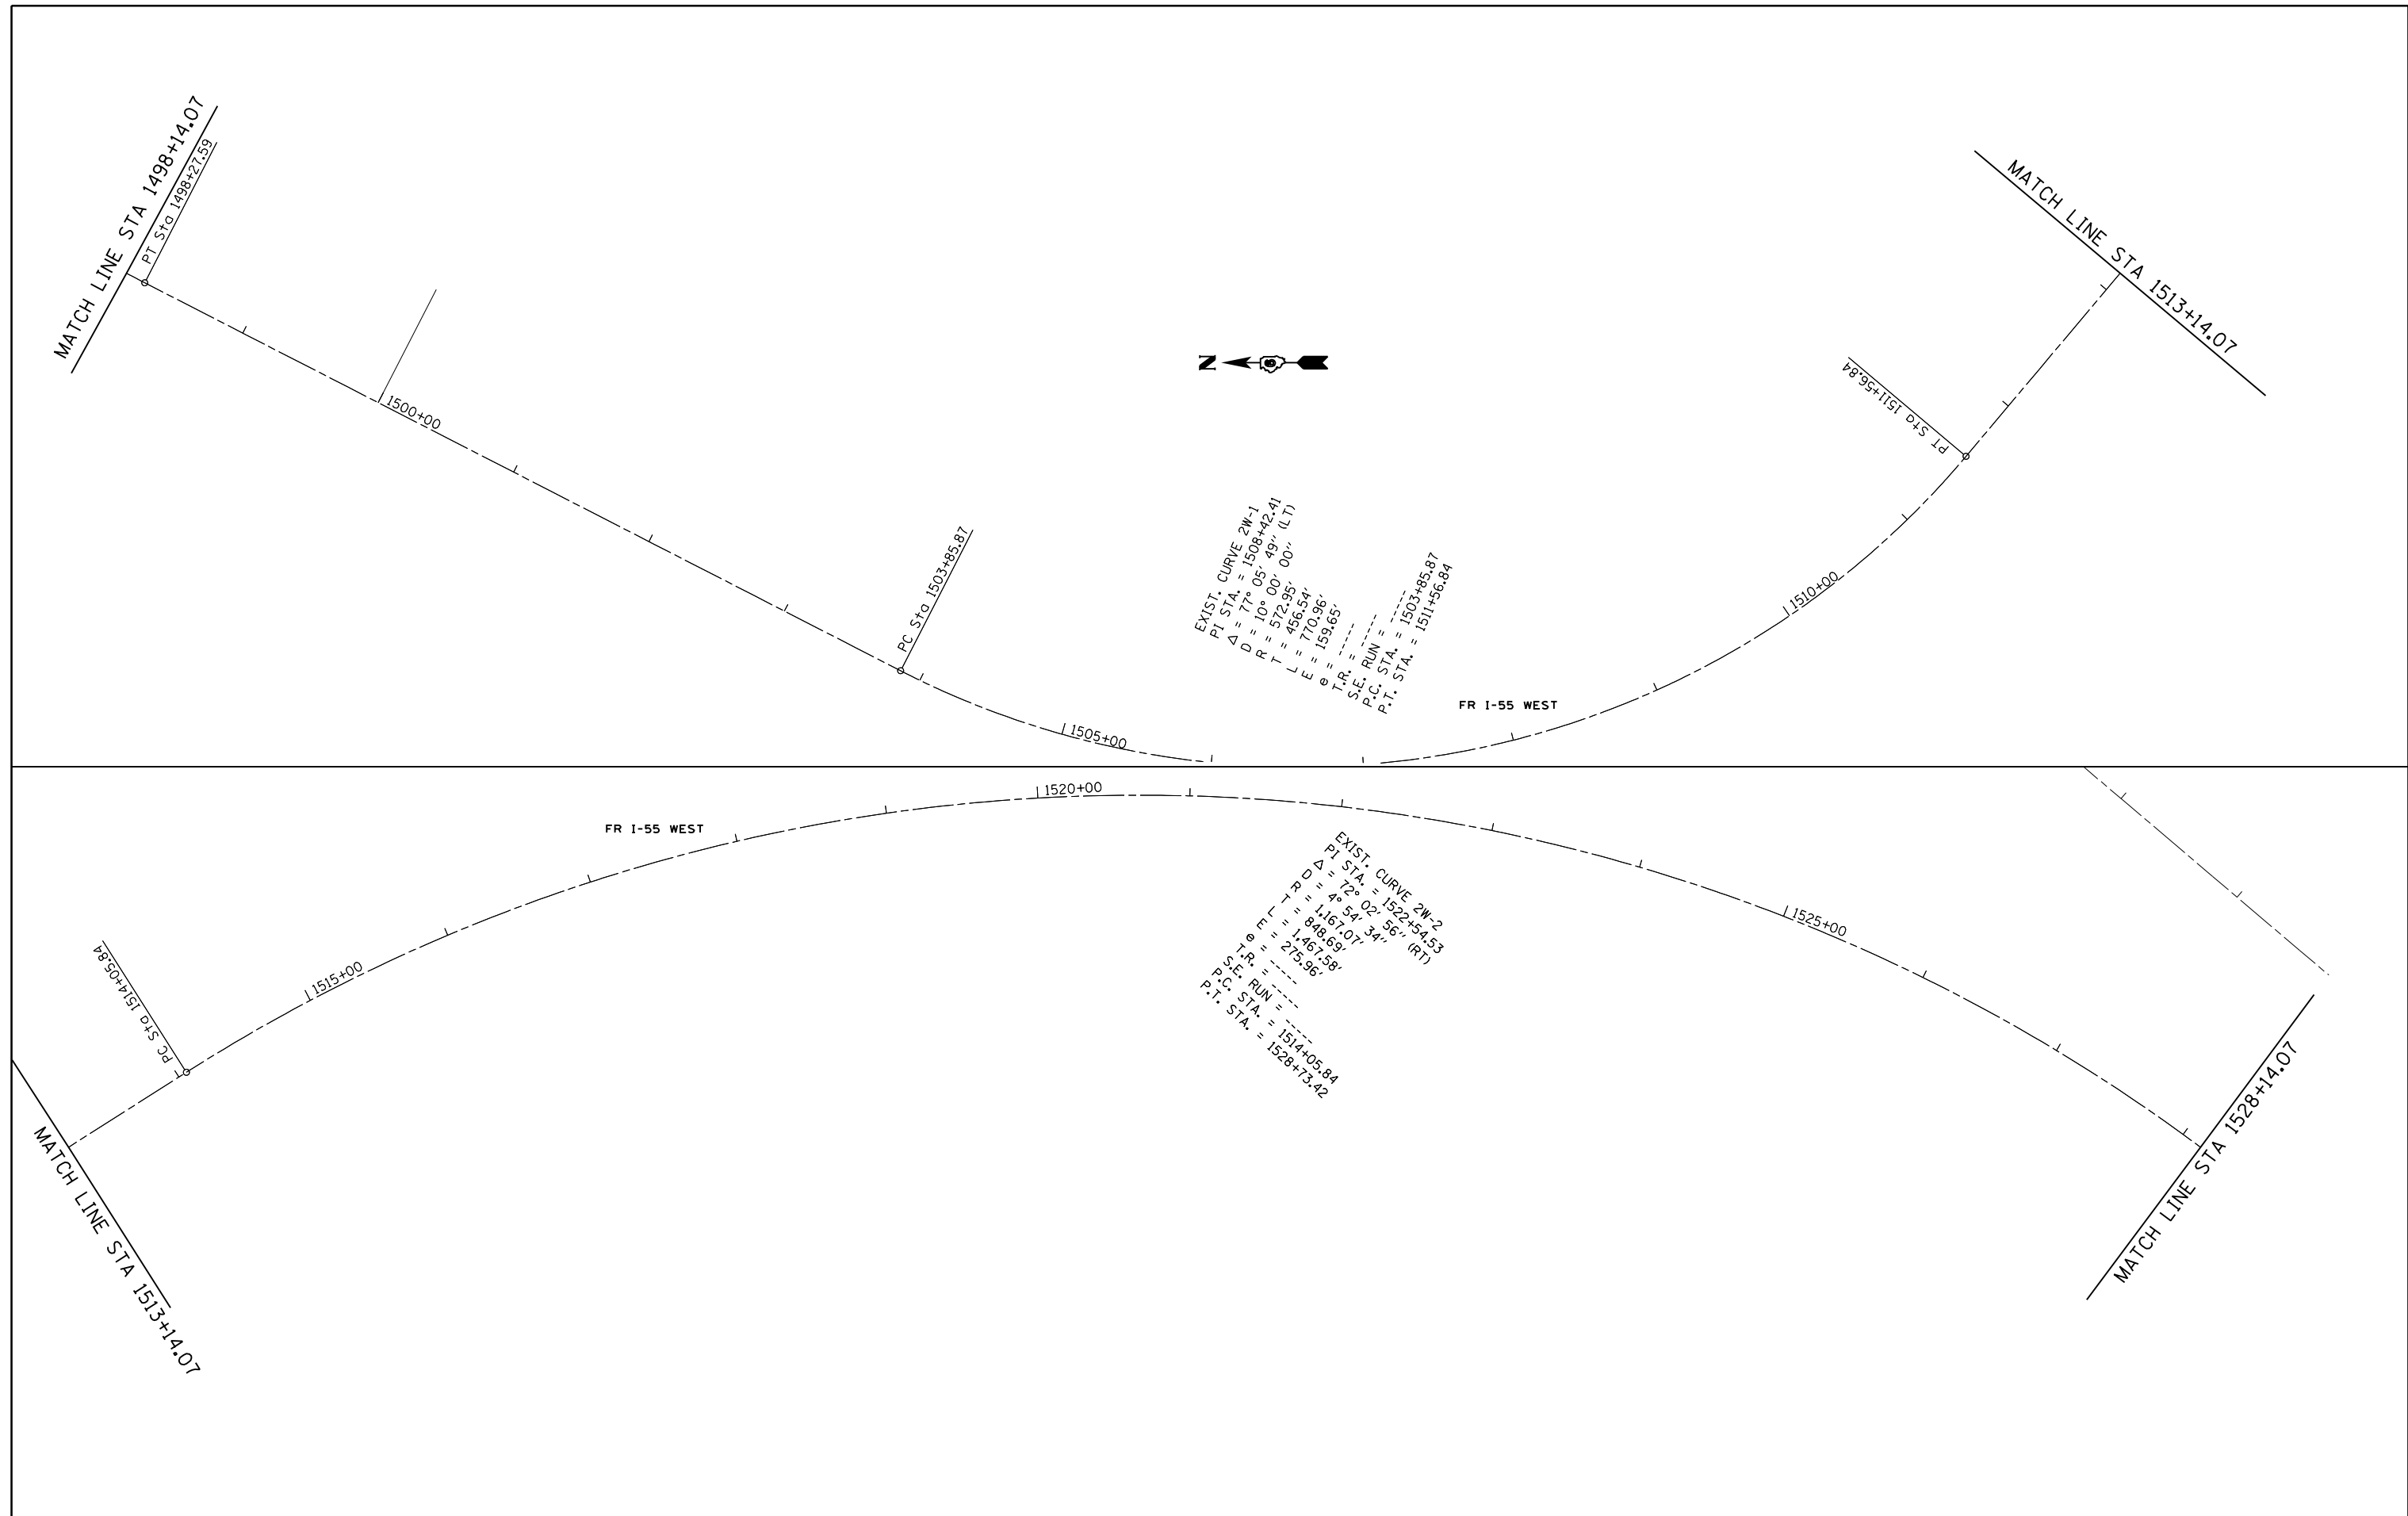 MATCH LINE STA 1498+14.07
PT Sta 1498+27.59
1500+00
PC Sta 1503+85.87
1505+00
N
EXIST. CURVE 2W-1
PI STA. = 1508+42.41
Δ = 77° 05' 49'' (LT)
D = 10° 00' 00''
R = 572.95'
T = 456.54'
L = 770.96'
E = 159.65'
e = ------
T.R. = ------
S.E. RUN = ------
P.C. STA. = 1503+85.87
P.T. STA. = 1511+56.84
FR I-55 WEST
1510+00
PT Sta 1511+56.84
MATCH LINE STA 1513+14.07
MATCH LINE STA 1513+14.07
PC Sta 1514+05.84
1515+00
FR I-55 WEST
1520+00
EXIST. CURVE 2W-2
PI STA. = 1522+54.53
Δ = 72° 02' 56'' (RT)
D = 4° 54' 34''
R = 1,167.07'
T = 848.69'
L = 1,467.58'
E = 275.96'
e = ------
T.R. = ------
S.E. RUN = ------
P.C. STA. = 1514+05.84
P.T. STA. = 1528+73.42
1525+00
MATCH LINE STA 1528+14.07